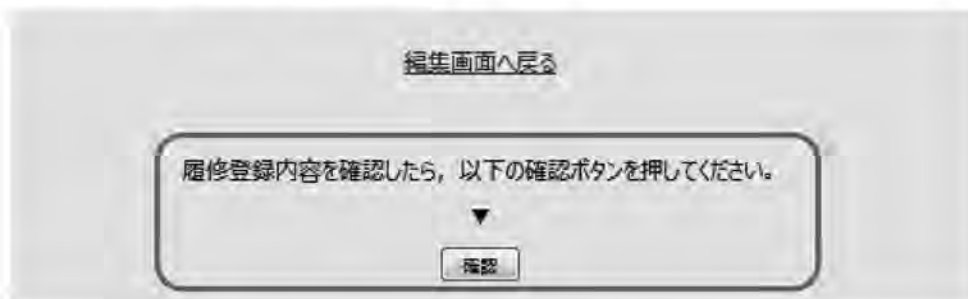 編集画面へ戻る
履修登録内容を確認したら，以下の確認ボタンを押してください。
▼
確認